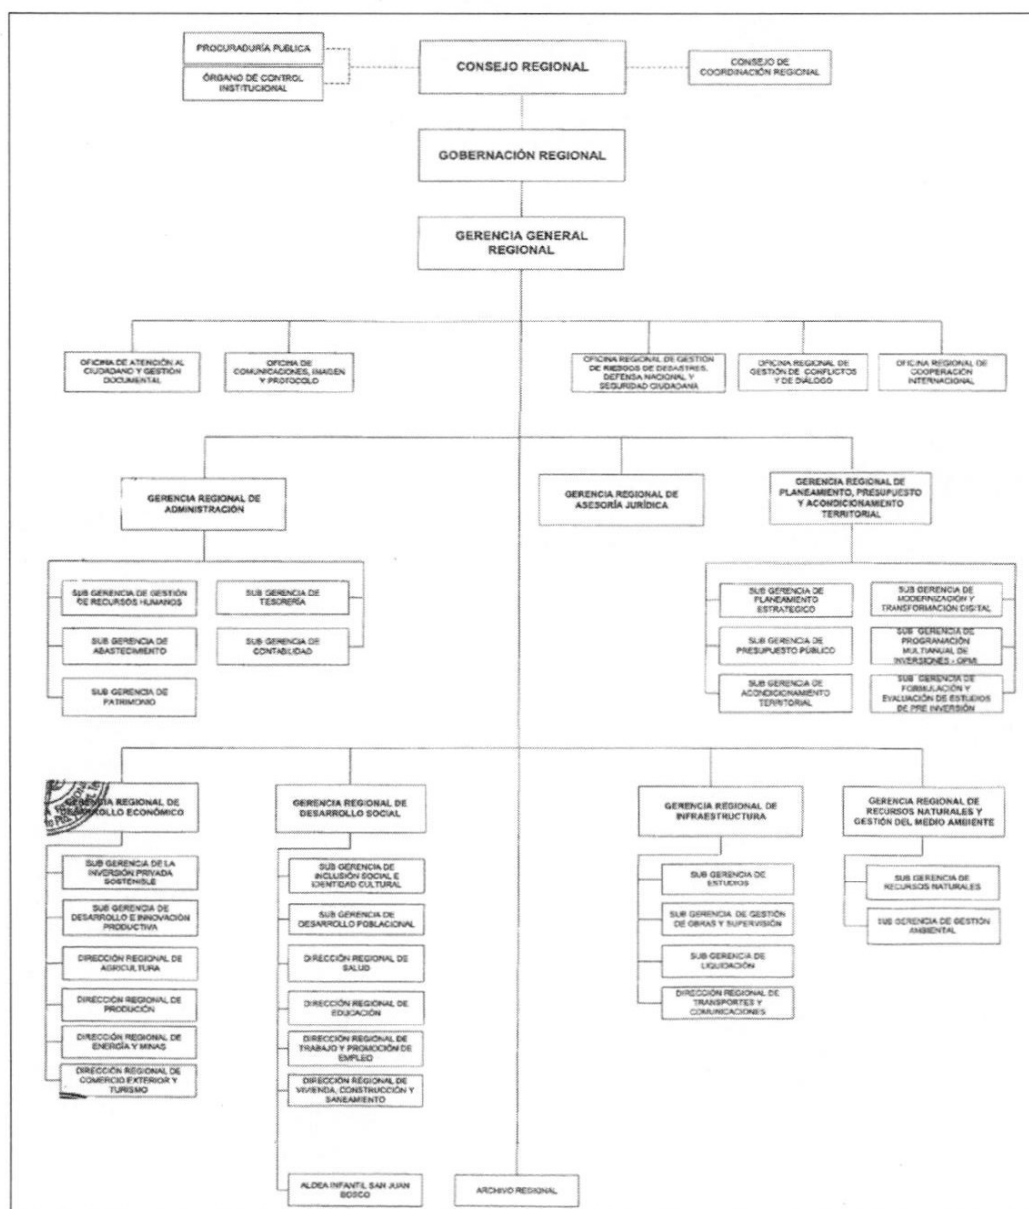 PROCURADURÍA PÚBLICA
ÓRGANO DE CONTROL
INSTITUCIONAL
CONSEJO REGIONAL
CONSEJO DE
COORDINACIÓN REGIONAL
GOBERNACIÓN REGIONAL
GERENCIA GENERAL
REGIONAL
OFICINA DE ATENCIÓN AL
CIUDADANO Y GESTIÓN
DOCUMENTAL
OFICINA DE
COMUNICACIONES, IMAGEN
Y PROTOCOLO
OFICINA REGIONAL DE GESTIÓN
DE RIESGOS DE DESASTRES,
DEFENSA NACIONAL Y
SEGURIDAD CIUDADANA
OFICINA REGIONAL DE
GESTIÓN DE CONFLICTOS
Y DE DIÁLOGO
OFICINA REGIONAL DE
COOPERACIÓN
INTERNACIONAL
GERENCIA REGIONAL DE
ADMINISTRACIÓN
GERENCIA REGIONAL DE
ASESORÍA JURÍDICA
GERENCIA REGIONAL DE
PLANEAMIENTO, PRESUPUESTO
Y ACONDICIONAMIENTO
TERRITORIAL
SUB GERENCIA DE GESTIÓN
DE RECURSOS HUMANOS
SUB GERENCIA DE
TESORERÍA
SUB GERENCIA DE
ABASTECIMIENTO
SUB GERENCIA DE
CONTABILIDAD
SUB GERENCIA DE
PATRIMONIO
SUB GERENCIA DE
PLANEAMIENTO
ESTRATEGICO
SUB GERENCIA DE
MODERNIZACIÓN Y
TRANSFORMACIÓN DIGITAL
SUB GERENCIA DE
PRESUPUESTO PÚBLICO
SUB GERENCIA DE
PROGRAMACIÓN
MULTIANUAL DE
INVERSIONES - OPMI
SUB GERENCIA DE
ACONDICIONAMIENTO
TERRITORIAL
SUB GERENCIA DE
FORMULACIÓN Y
EVALUACIÓN DE ESTUDIOS
DE PRE INVERSIÓN
GERENCIA REGIONAL DE
DESARROLLO ECONÓMICO
GERENCIA REGIONAL DE
DESARROLLO SOCIAL
GERENCIA REGIONAL DE
INFRAESTRUCTURA
GERENCIA REGIONAL DE
RECURSOS NATURALES Y
GESTIÓN DEL MEDIO AMBIENTE
SUB GERENCIA DE LA
INVERSIÓN PRIVADA
SOSTENIBLE
SUB GERENCIA DE
DESARROLLO E INNOVACIÓN
PRODUCTIVA
DIRECCIÓN REGIONAL DE
AGRICULTURA
DIRECCIÓN REGIONAL DE
PRODUCIÓN
DIRECCIÓN REGIONAL DE
ENERGÍA Y MINAS
DIRECCIÓN REGIONAL DE
COMERCIO EXTERIOR Y
TURISMO
SUB GERENCIA DE
INCLUSIÓN SOCIAL E
IDENTIDAD CULTURAL
SUB GERENCIA DE
DESARROLLO POBLACIONAL
DIRECCIÓN REGIONAL DE
SALUD
DIRECCIÓN REGIONAL DE
EDUCACIÓN
DIRECCIÓN REGIONAL DE
TRABAJO Y PROMOCIÓN DE
EMPLEO
DIRECCIÓN REGIONAL DE
VIVIENDA, CONSTRUCCIÓN Y
SANEAMIENTO
ALDEA INFANTIL SAN JUAN
BOSCO
ARCHIVO REGIONAL
SUB GERENCIA DE
ESTUDIOS
SUB GERENCIA DE GESTIÓN
DE OBRAS Y SUPERVISIÓN
SUB GERENCIA DE
LIQUIDACIÓN
DIRECCIÓN REGIONAL DE
TRANSPORTES Y
COMUNICACIONES
SUB GERENCIA DE
RECURSOS NATURALES
SUB GERENCIA DE GESTIÓN
AMBIENTAL